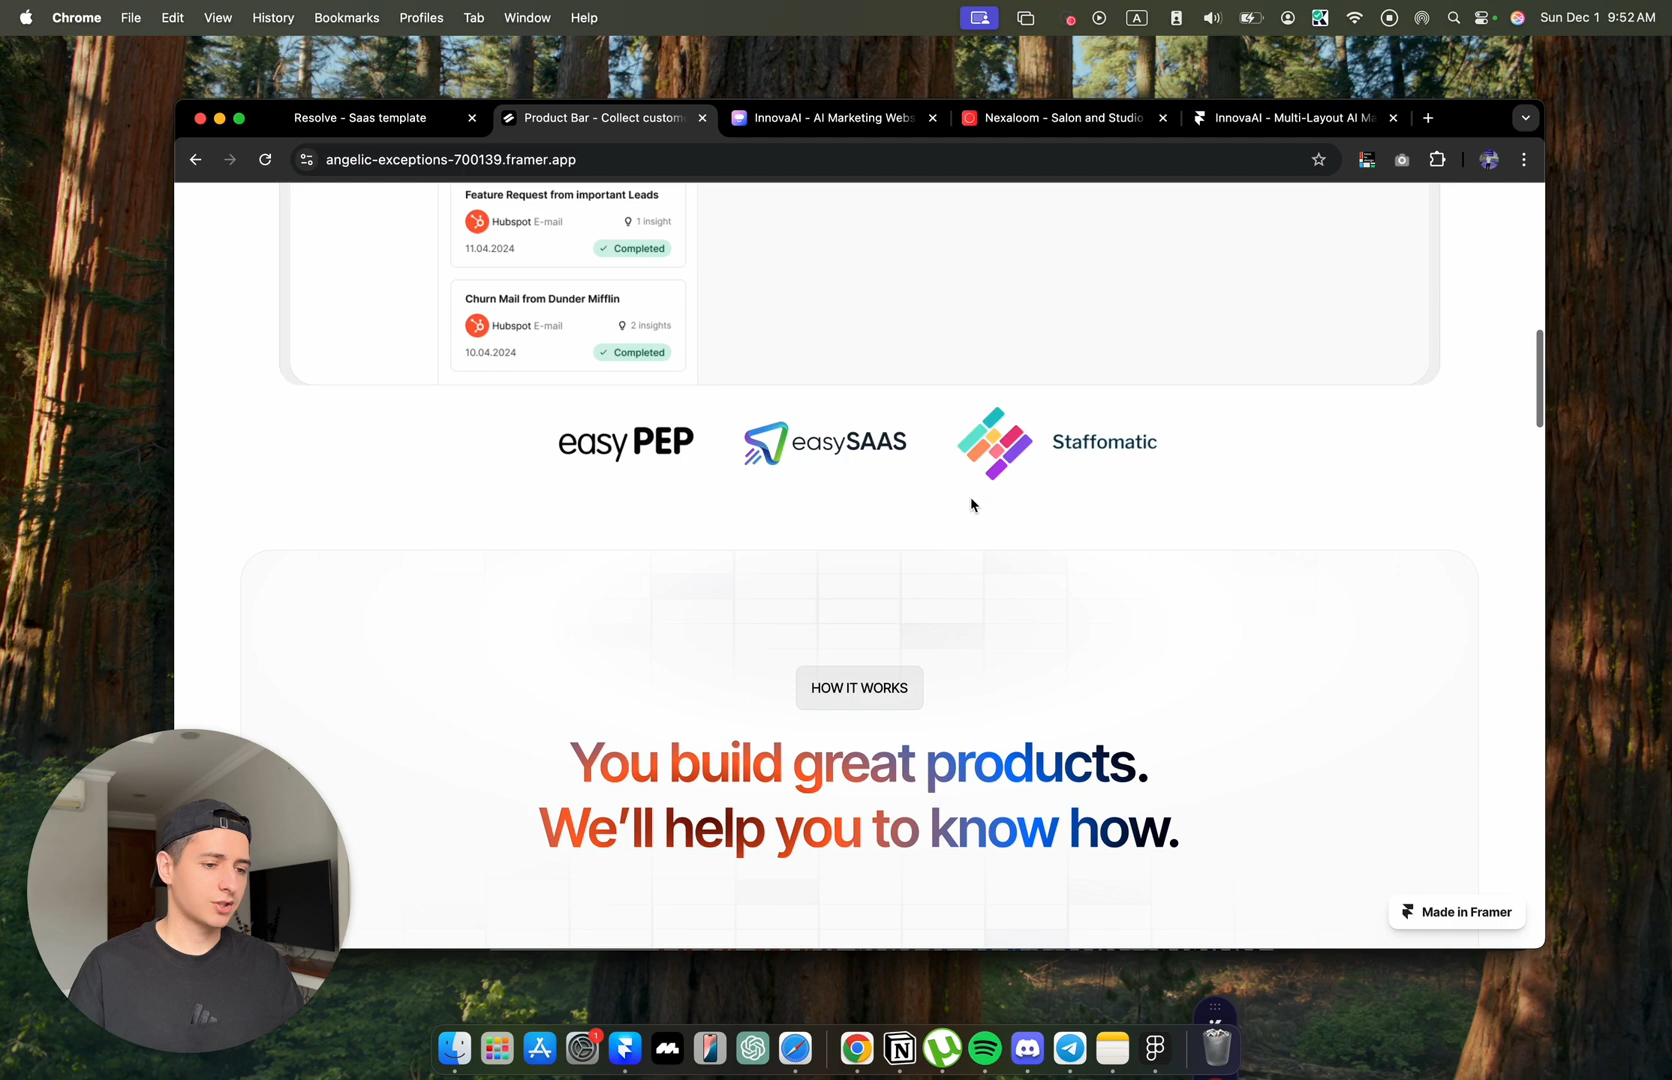 Chrome File Edit View History Bookmarks Profiles Tab Window Help A Sun Dec 1 9:52 AM
Resolve - Saas template Product Bar - Collect custom InnovaAI - AI Marketing Webs Nexaloom - Salon and Studio InnovaAI - Multi-Layout AI Ma
angelic-exceptions-700139.framer.app
Feature Request from important Leads
Hubspot E-mail 1 insight
11.04.2024 Completed
Churn Mail from Dunder Mifflin
Hubspot E-mail 2 insights
10.04.2024 Completed
easy PEP easySAAS Staffomatic
HOW IT WORKS
You build great products.
We’ll help you to know how.
Made in Framer
1